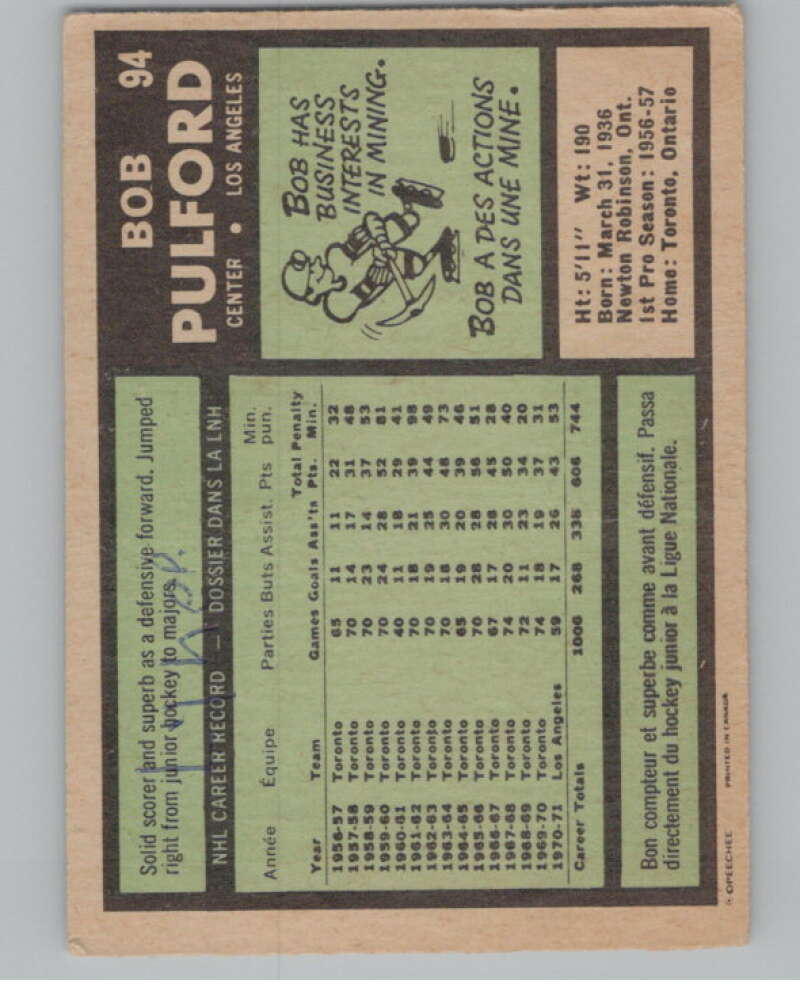 BOB 94
PULFORD
CENTER • LOS ANGELES
Solid scorer and superb as a defensive forward. Jumped
right from junior hockey to majors.
NHL CAREER RECORD — DOSSIER DANS LA LNH
Min.
Année Équipe Parties Buts Assist. Pts pun.
Total Penalty
Year Team Games Goals Ass'ts Pts. Min.
1956-57 Toronto 65 11 11 22 32
1957-58 Toronto 70 14 17 31 48
1958-59 Toronto 70 23 14 37 53
1959-60 Toronto 70 24 28 52 81
1960-61 Toronto 40 11 18 29 41
1961-62 Toronto 70 18 21 39 98
1962-63 Toronto 70 19 25 44 49
1963-64 Toronto 70 18 30 48 73
1964-65 Toronto 65 19 20 39 46
1965-66 Toronto 70 28 28 56 51
1966-67 Toronto 67 17 28 45 28
1967-68 Toronto 74 20 30 50 40
1968-69 Toronto 72 11 23 34 20
1969-70 Toronto 74 18 19 37 31
1970-71 Los Angeles 59 17 26 43 53
Career Totals 1006 268 338 606 744
BOB HAS
BUSINESS
INTERESTS
IN MINING.
BOB A DES ACTIONS
DANS UNE MINE.
Ht: 5'11" Wt: 190
Born: March 31, 1936
Newton Robinson, Ont.
1st Pro Season: 1956-57
Home: Toronto, Ontario
Bon compteur et superbe comme avant défensif. Passa
directement du hockey junior à la Ligue Nationale.
© OPEECHEE PRINTED IN CANADA